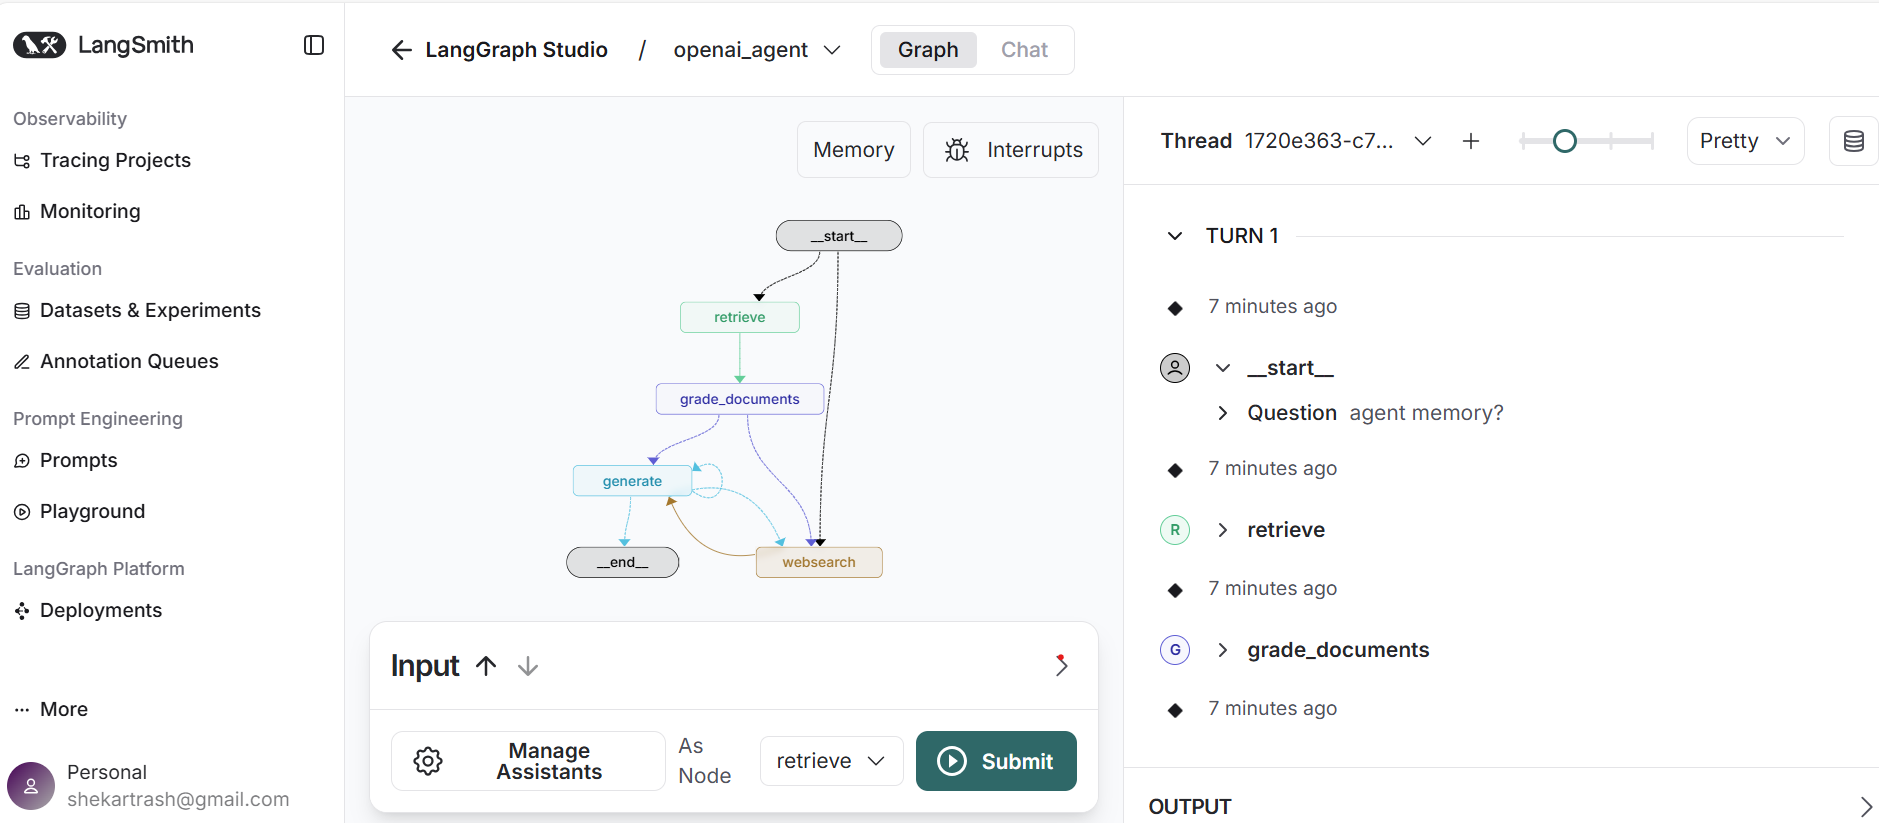 LangSmith
Observability
Tracing Projects
Monitoring
Evaluation
Datasets & Experiments
Annotation Queues
Prompt Engineering
Prompts
Playground
LangGraph Platform
Deployments
More
Personal
shekartrash@gmail.com
LangGraph Studio / openai_agent
Graph Chat
Memory
Interrupts
__start__
retrieve
grade_documents
generate
__end__
websearch
Input
Manage
Assistants
As
Node
retrieve
Submit
Thread 1720e363-c7...
Pretty
TURN 1
7 minutes ago
__start__
Question agent memory?
7 minutes ago
R retrieve
7 minutes ago
G grade_documents
7 minutes ago
OUTPUT